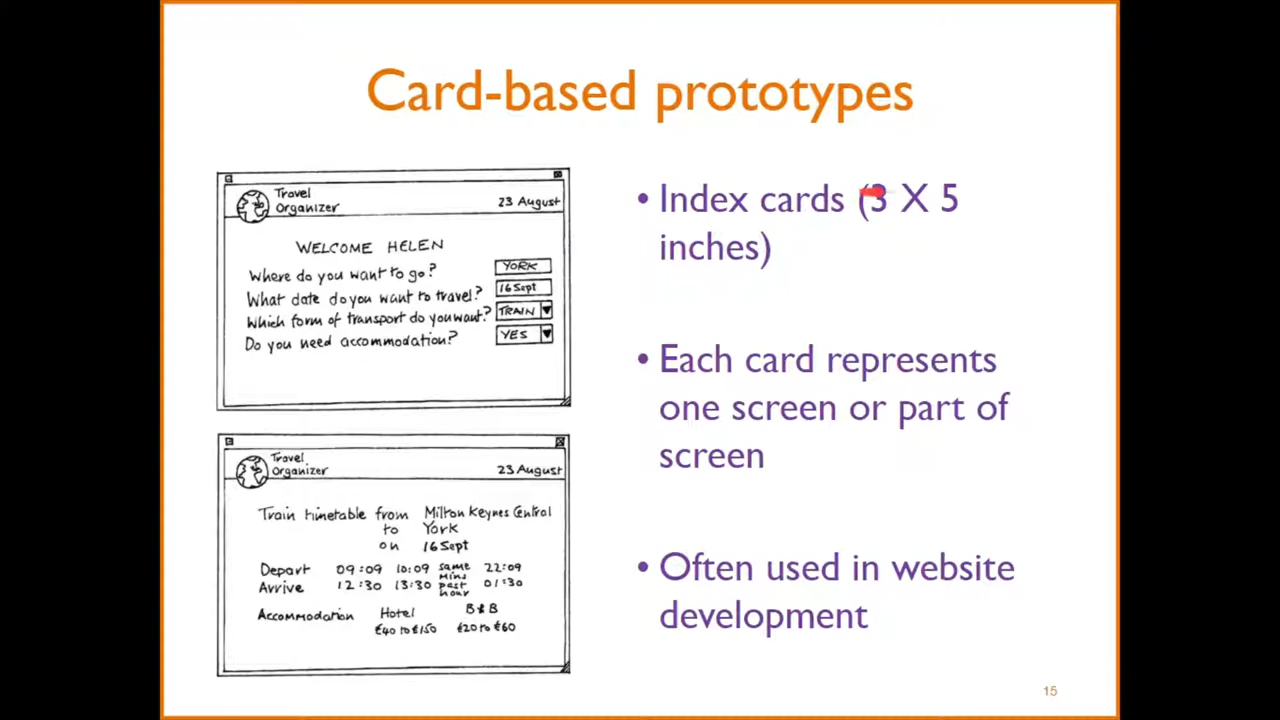 Card-based prototypes
Travel
Organizer
23 August
WELCOME HELEN
Where do you want to go?
YORK
What date do you want to travel?
16 Sept
Which form of transport do you want?
TRAIN
Do you need accommodation?
YES
Travel
Organizer
23 August
Train timetable from Milton Keynes Central
to York
on 16 Sept
Depart 09:09 10:09 same mins past hour 22:09
Arrive 12:30 13:30 01:30
Accommodation Hotel B & B
€40 to €150 €20 to €60
• Index cards (3 X 5
inches)
• Each card represents
one screen or part of
screen
• Often used in website
development
15